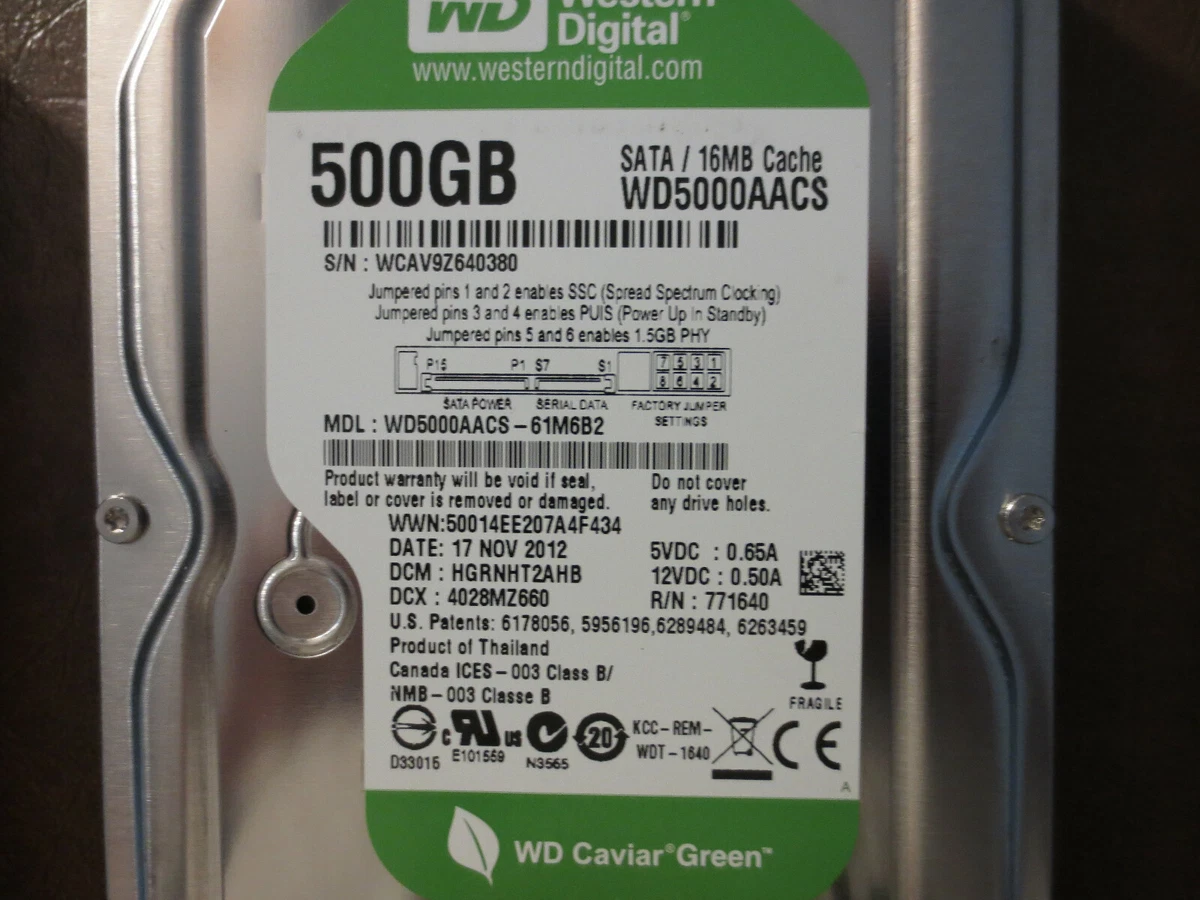 WD Western
Digital®
www.westerndigital.com
500GB
SATA / 16MB Cache
WD5000AACS
S/N : WCAV9Z640380
Jumpered pins 1 and 2 enables SSC (Spread Spectrum Clocking)
Jumpered pins 3 and 4 enables PUIS (Power Up In Standby)
Jumpered pins 5 and 6 enables 1.5GB PHY
P15 P1 S7 S1 7 5 3 1
8 6 4 2
SATA POWER SERIAL DATA FACTORY JUMPER
SETTINGS
MDL : WD5000AACS-61M6B2
Product warranty will be void if seal,
label or cover is removed or damaged.
Do not cover
any drive holes.
WWN:50014EE207A4F434
DATE: 17 NOV 2012
DCM : HGRNHT2AHB
DCX : 4028MZ660
5VDC : 0.65A
12VDC : 0.50A
R/N : 771640
U.S. Patents: 6178056, 5956196,6289484, 6263459
Product of Thailand
Canada ICES-003 Class B/
NMB-003 Classe B
FRAGILE
D33015
c RU us
E101559
N3565
20
KCC-REM-
WDT-1640
CE
A
WD Caviar®Green™